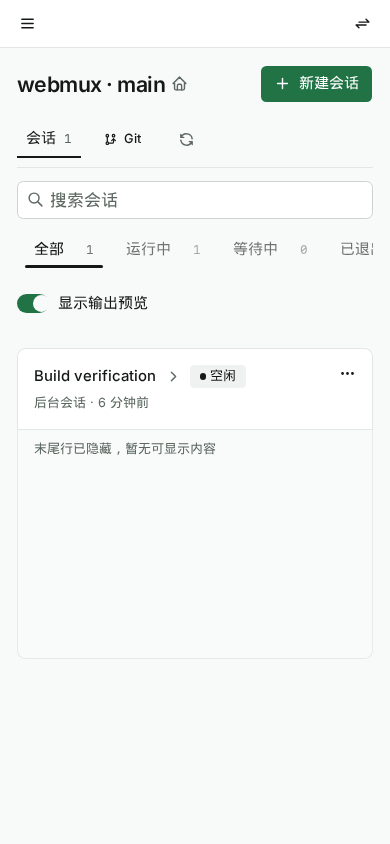 webmux · main
新建会话
会话 1
Git
搜索会话
全部 1
运行中 1
等待中 0
已退
显示输出预览
Build verification
空闲
后台会话 · 6 分钟前
末尾行已隐藏，暂无可显示内容